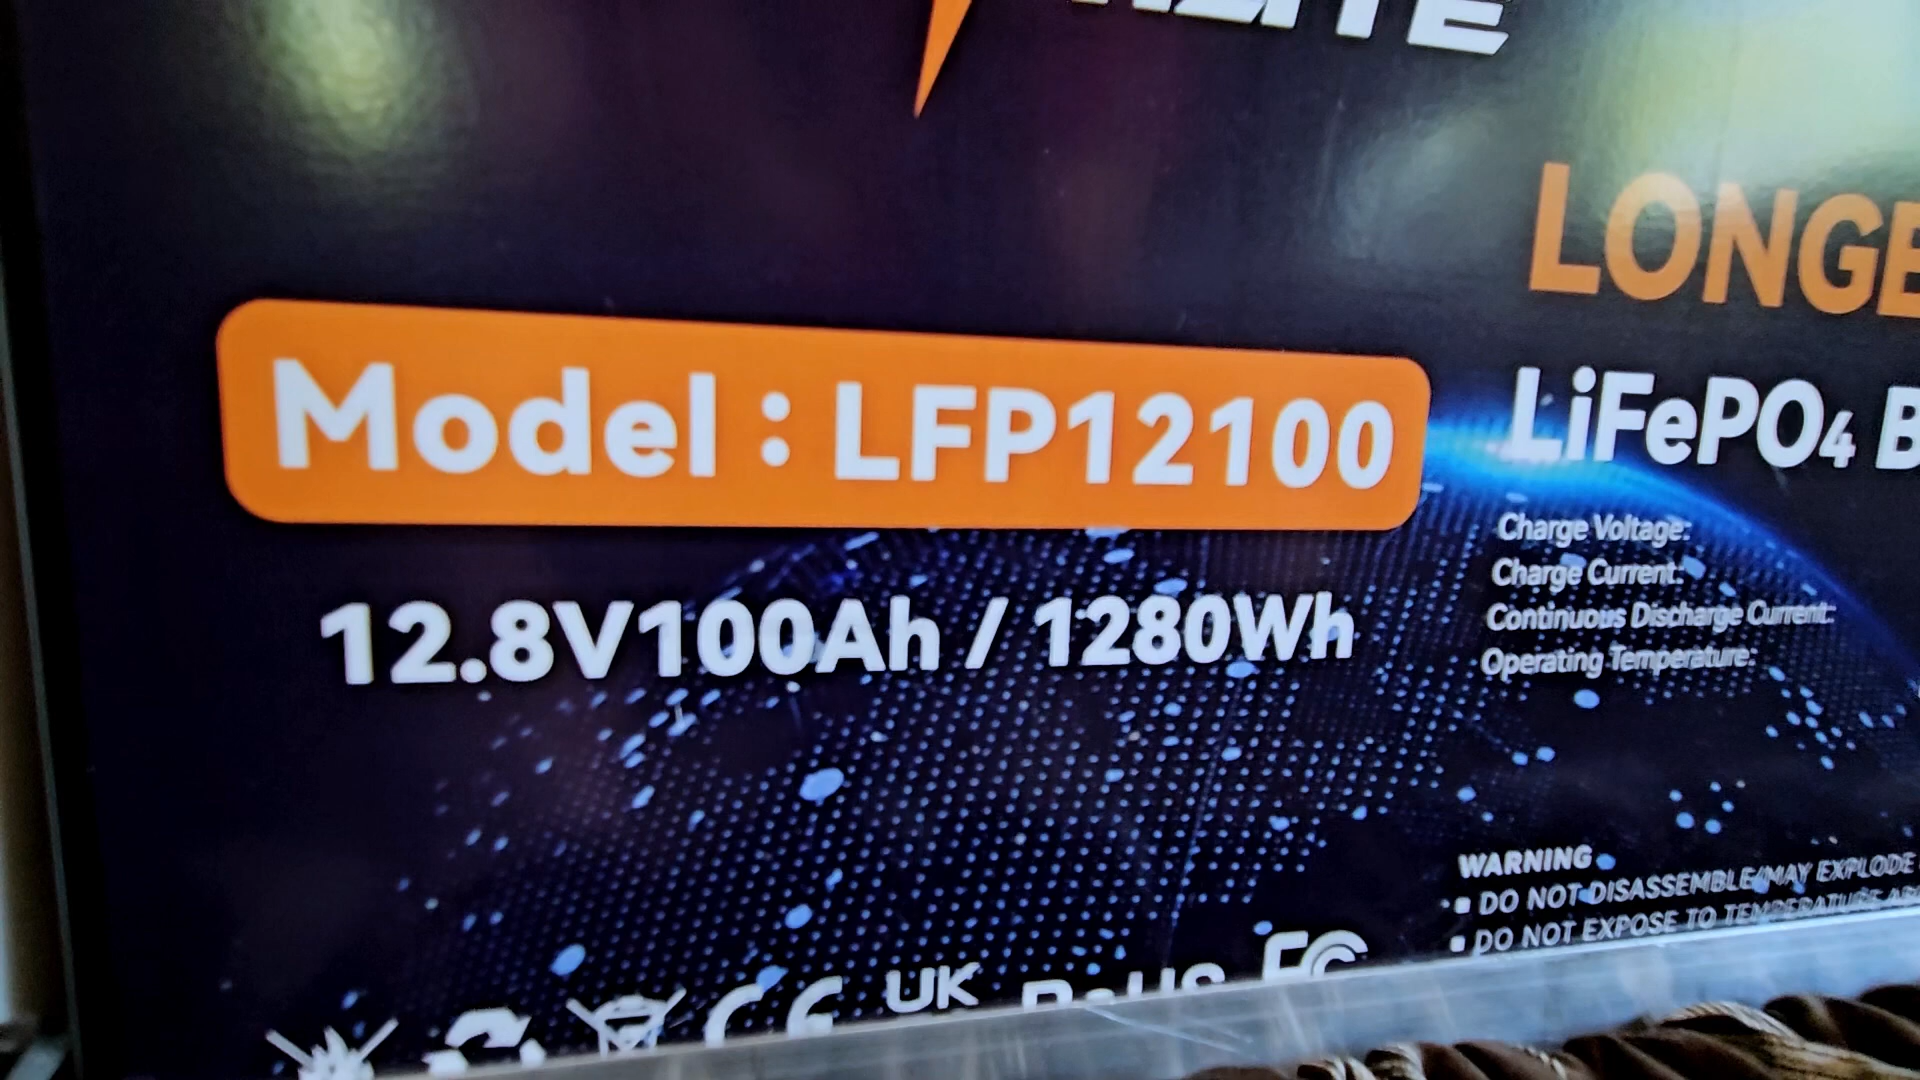 LONGE
Model : LFP12100
LiFePO₄ B
12.8V100Ah / 1280Wh
Charge Voltage:
Charge Current:
Continuous Discharge Current:
Operating Temperature:
WARNING
▪ DO NOT DISASSEMBLE/MAY EXPLODE
▪ DO NOT EXPOSE TO TEMPERATURE
CE UK RoHS FC